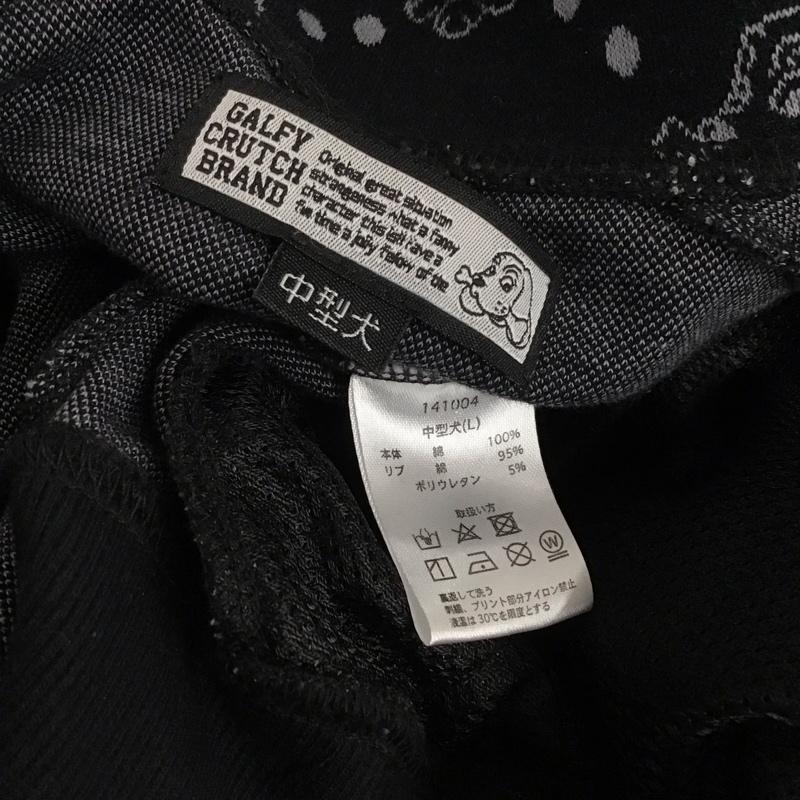 GALFY
CRUTCH
BRAND
Original great situation
strangeness what a funny
character this left have a
time a jolly fellow of die
中型犬
141004
中型犬(L)
本体 綿 100%
リブ 綿 95%
ポリウレタン 5%
取扱い方
W
裏返して洗う
刺繍、プリント部分アイロン禁止
液温は30℃を限度とする